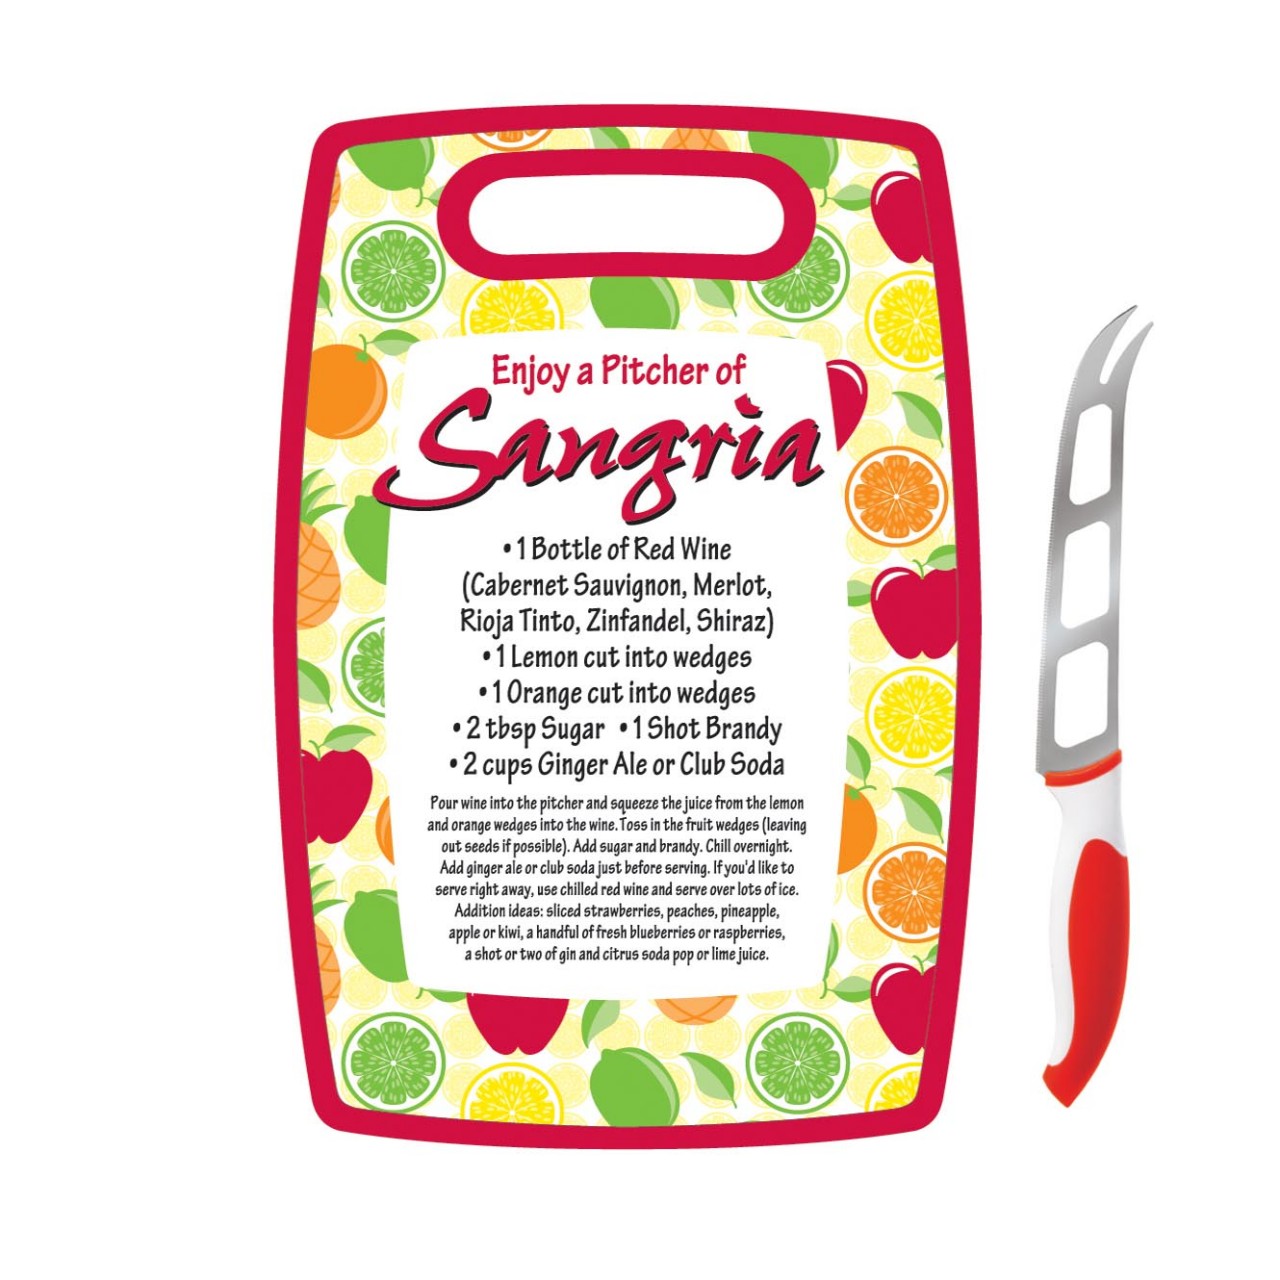 Enjoy a Pitcher of
Sangria
• 1 Bottle of Red Wine
(Cabernet Sauvignon, Merlot,
Rioja Tinto, Zinfandel, Shiraz)
• 1 Lemon cut into wedges
• 1 Orange cut into wedges
• 2 tbsp Sugar • 1 Shot Brandy
• 2 cups Ginger Ale or Club Soda
Pour wine into the pitcher and squeeze the juice from the lemon
and orange wedges into the wine. Toss in the fruit wedges (leaving
out seeds if possible). Add sugar and brandy. Chill overnight.
Add ginger ale or club soda just before serving. If you'd like to
serve right away, use chilled red wine and serve over lots of ice.
Addition ideas: sliced strawberries, peaches, pineapple,
apple or kiwi, a handful of fresh blueberries or raspberries,
a shot or two of gin and citrus soda pop or lime juice.